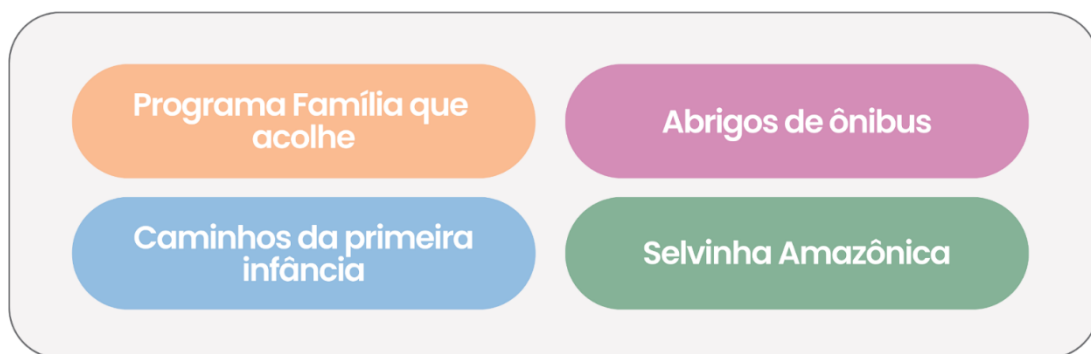 Programa Família que
acolhe
Abrigos de ônibus
Caminhos da primeira
infância
Selvinha Amazônica